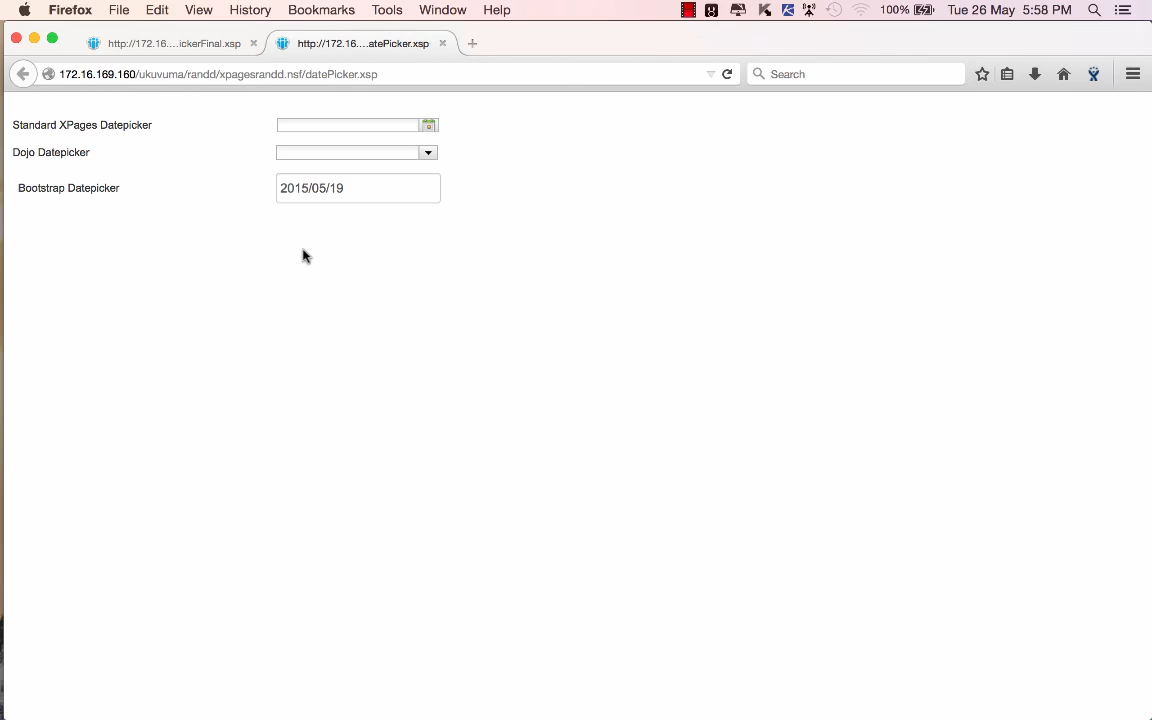 Firefox File Edit View History Bookmarks Tools Window Help 100% Tue 26 May 5:58 PM
http://172.16....ickerFinal.xsp http://172.16....atePicker.xsp
172.16.169.160/ukuvuma/randd/xpagesrandd.nsf/datePicker.xsp Search
Standard XPages Datepicker
Dojo Datepicker
Bootstrap Datepicker 2015/05/19